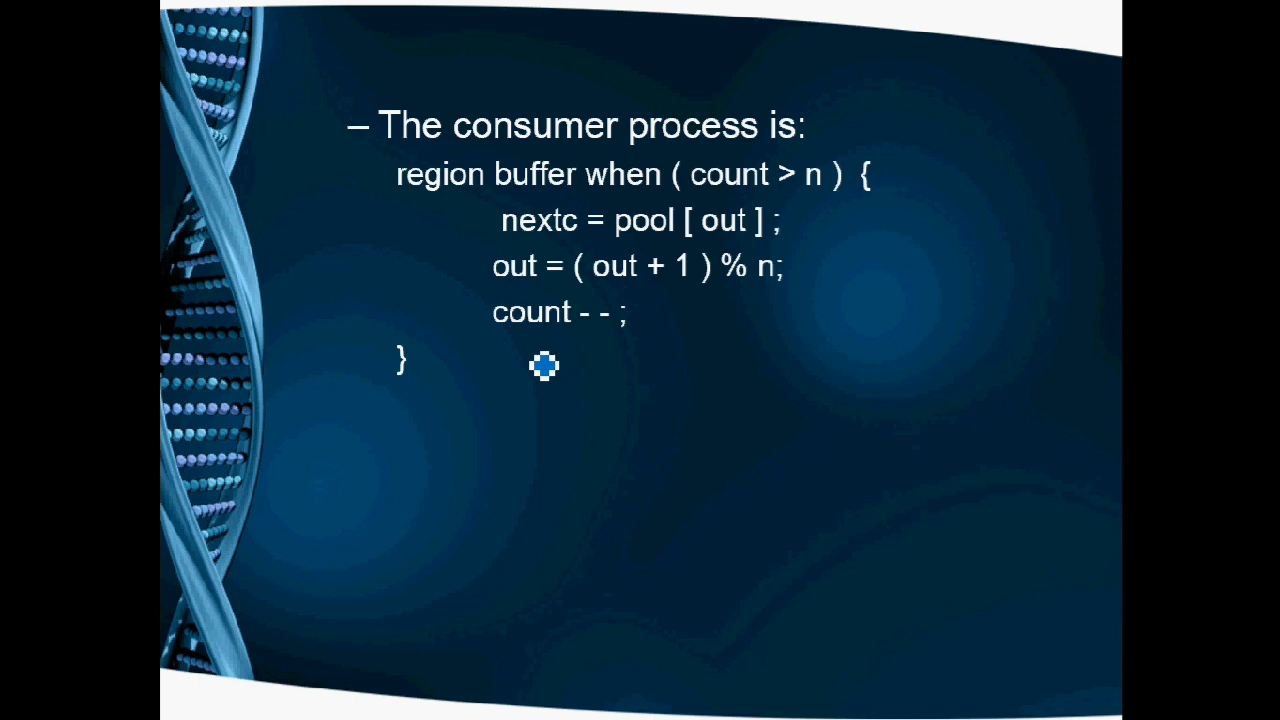 – The consumer process is:
region buffer when ( count > n ) {
nextc = pool [ out ] ;
out = ( out + 1 ) % n;
count - - ;
}